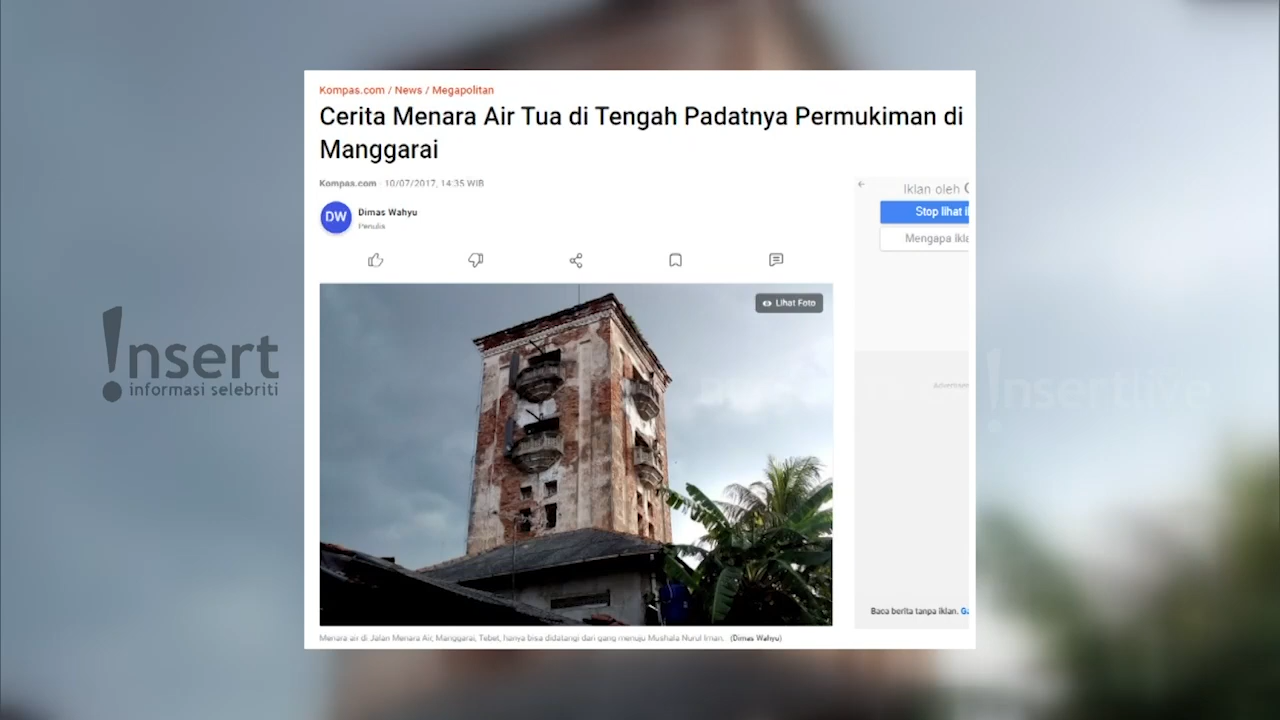 Kompas.com / News / Megapolitan
Cerita Menara Air Tua di Tengah Padatnya Permukiman di
Manggarai
Kompas.com - 10/07/2017, 14:35 WIB
DW
Dimas Wahyu
Penulis
Iklan oleh
Stop lihat
Mengapa
Lihat Foto
!nsert
informasi selebriti
!nsertLive
Baca berita tanpa iklan.
Menara air di Jalan Menara Air, Manggarai, Tebet, hanya bisa didatangi dari gang menuju Mushala Nurul Iman. (Dimas Wahyu)